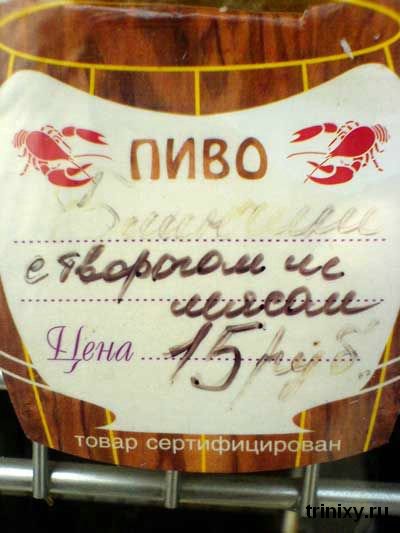 ПИВО
Блинчики
с творогом и с
мясом
Цена 15 руб
товар сертифицирован
trinixy.ru